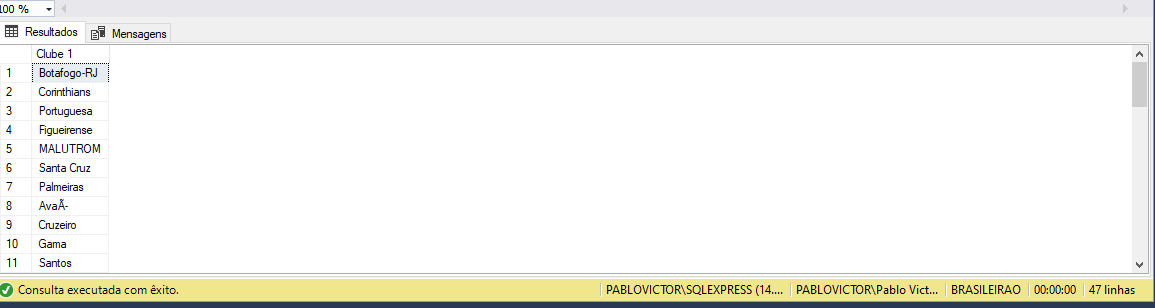 100 %
Resultados Mensagens
Clube 1
1 Botafogo-RJ
2 Corinthians
3 Portuguesa
4 Figueirense
5 MALUTROM
6 Santa Cruz
7 Palmeiras
8 AvaÃ-
9 Cruzeiro
10 Gama
11 Santos
Consulta executada com êxito. PABLOVICTOR\SQLEXPRESS (14.... PABLOVICTOR\Pablo Vict... BRASILEIRAO 00:00:00 47 linhas